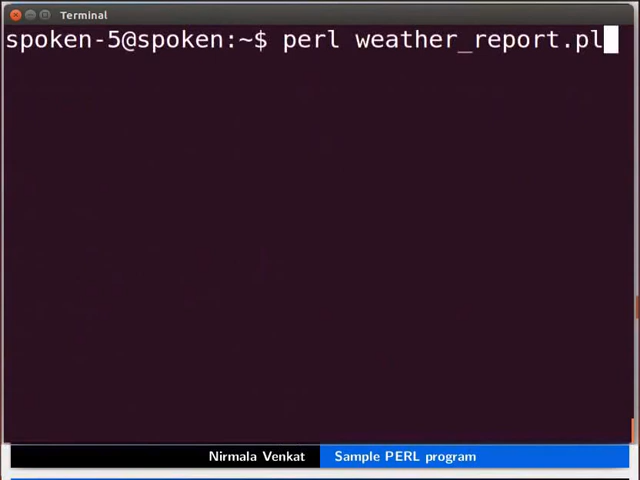 Terminal
spoken-5@spoken:~$ perl weather_report.pl
Nirmala Venkat
Sample PERL program